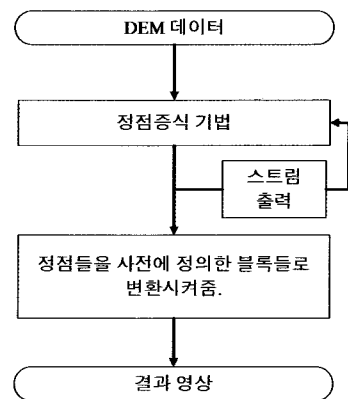 DEM 데이터
정점증식 기법
스트림
출력
정점들을 사전에 정의한 블록들로
변환시켜줌.
결과 영상